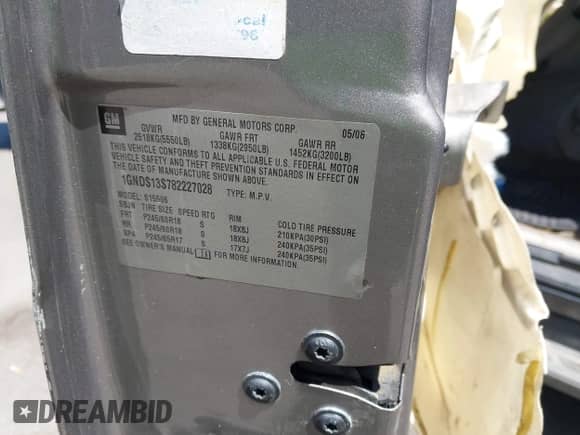 ocal
'96
GM
MFD BY GENERAL MOTORS CORP. 05/06
GVWR GAWR FRT GAWR RR
2518KG(5550LB) 1338KG(2950LB) 1452KG(3200LB)
THIS VEHICLE CONFORMS TO ALL APPLICABLE U.S. FEDERAL MOTOR
VEHICLE SAFETY AND THEFT PREVENTION STANDARDS IN EFFECT ON
THE DATE OF MANUFACTURE SHOWN ABOVE.
1GNDS13S782227028 TYPE: M.P.V.
MODEL: S15506
TIRE SIZE SPEED RTG RIM COLD TIRE PRESSURE
FRT P245/60R18 S 18X8J 210KPA(30PSI)
RR P245/60R18 S 18X8J 240KPA(35PSI)
SPA P245/65R17 S 17X7J 240KPA(35PSI)
SEE OWNER'S MANUAL FOR MORE INFORMATION.
DREAMBID